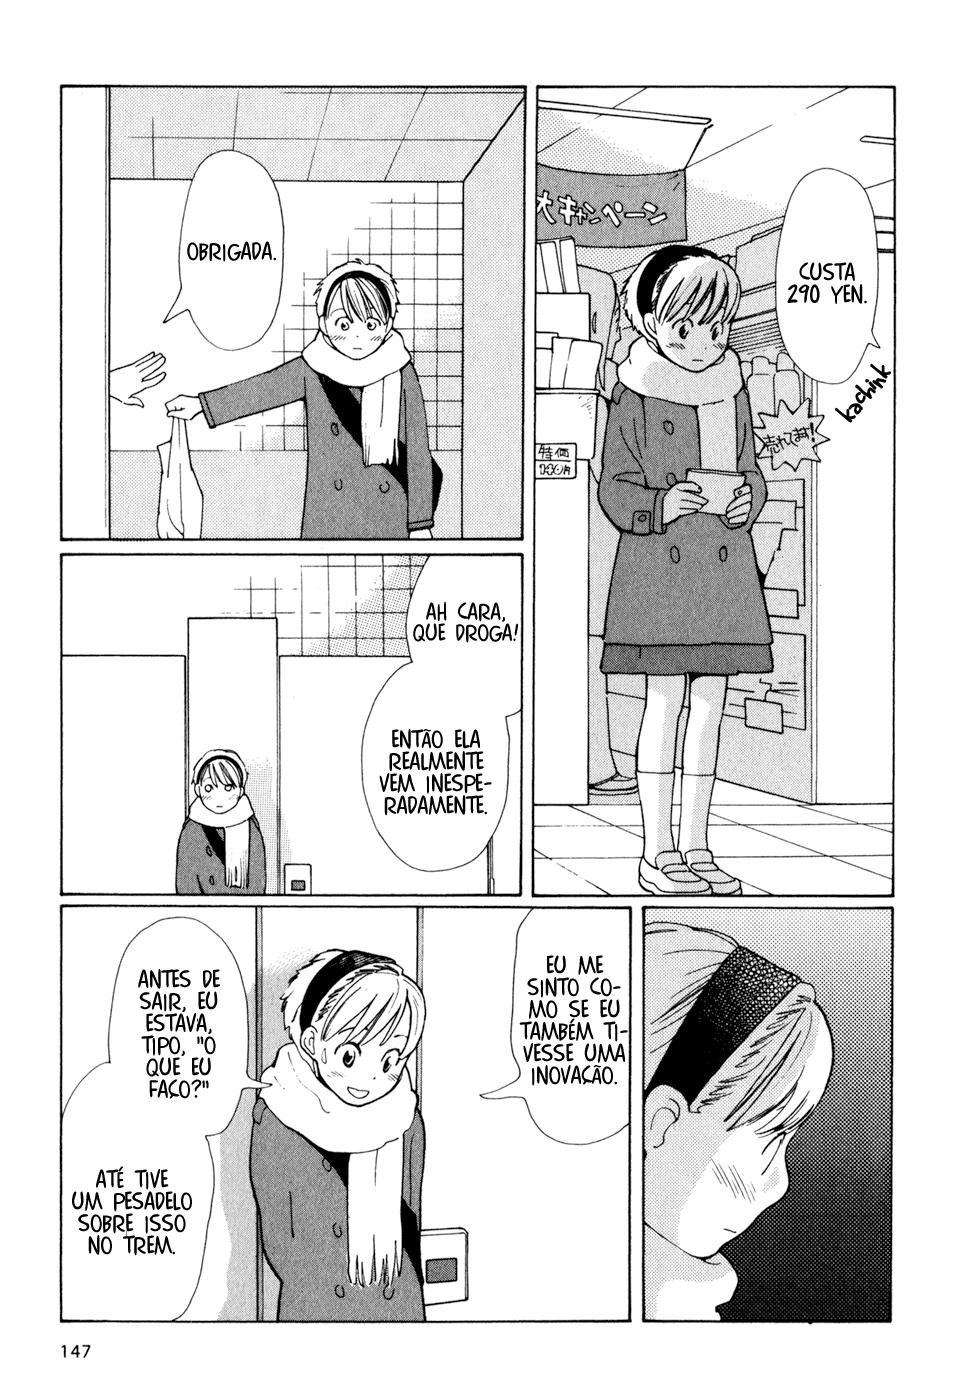 CUSTA
290 YEN.
kachink
大キャンペーン
売れてます!
特価
OBRIGADA.
AH CARA,
QUE DROGA!
ENTÃO ELA
REALMENTE
VEM INESPE-
RADAMENTE.
EU ME
SINTO CO-
MO SE EU
TAMBÉM TI-
VESSE UMA
INOVAÇÃO.
ANTES DE
SAIR, EU
ESTAVA,
TIPO, "O
QUE EU
FAÇO?"
ATÉ TIVE
UM PESADELO
SOBRE ISSO
NO TREM.
147